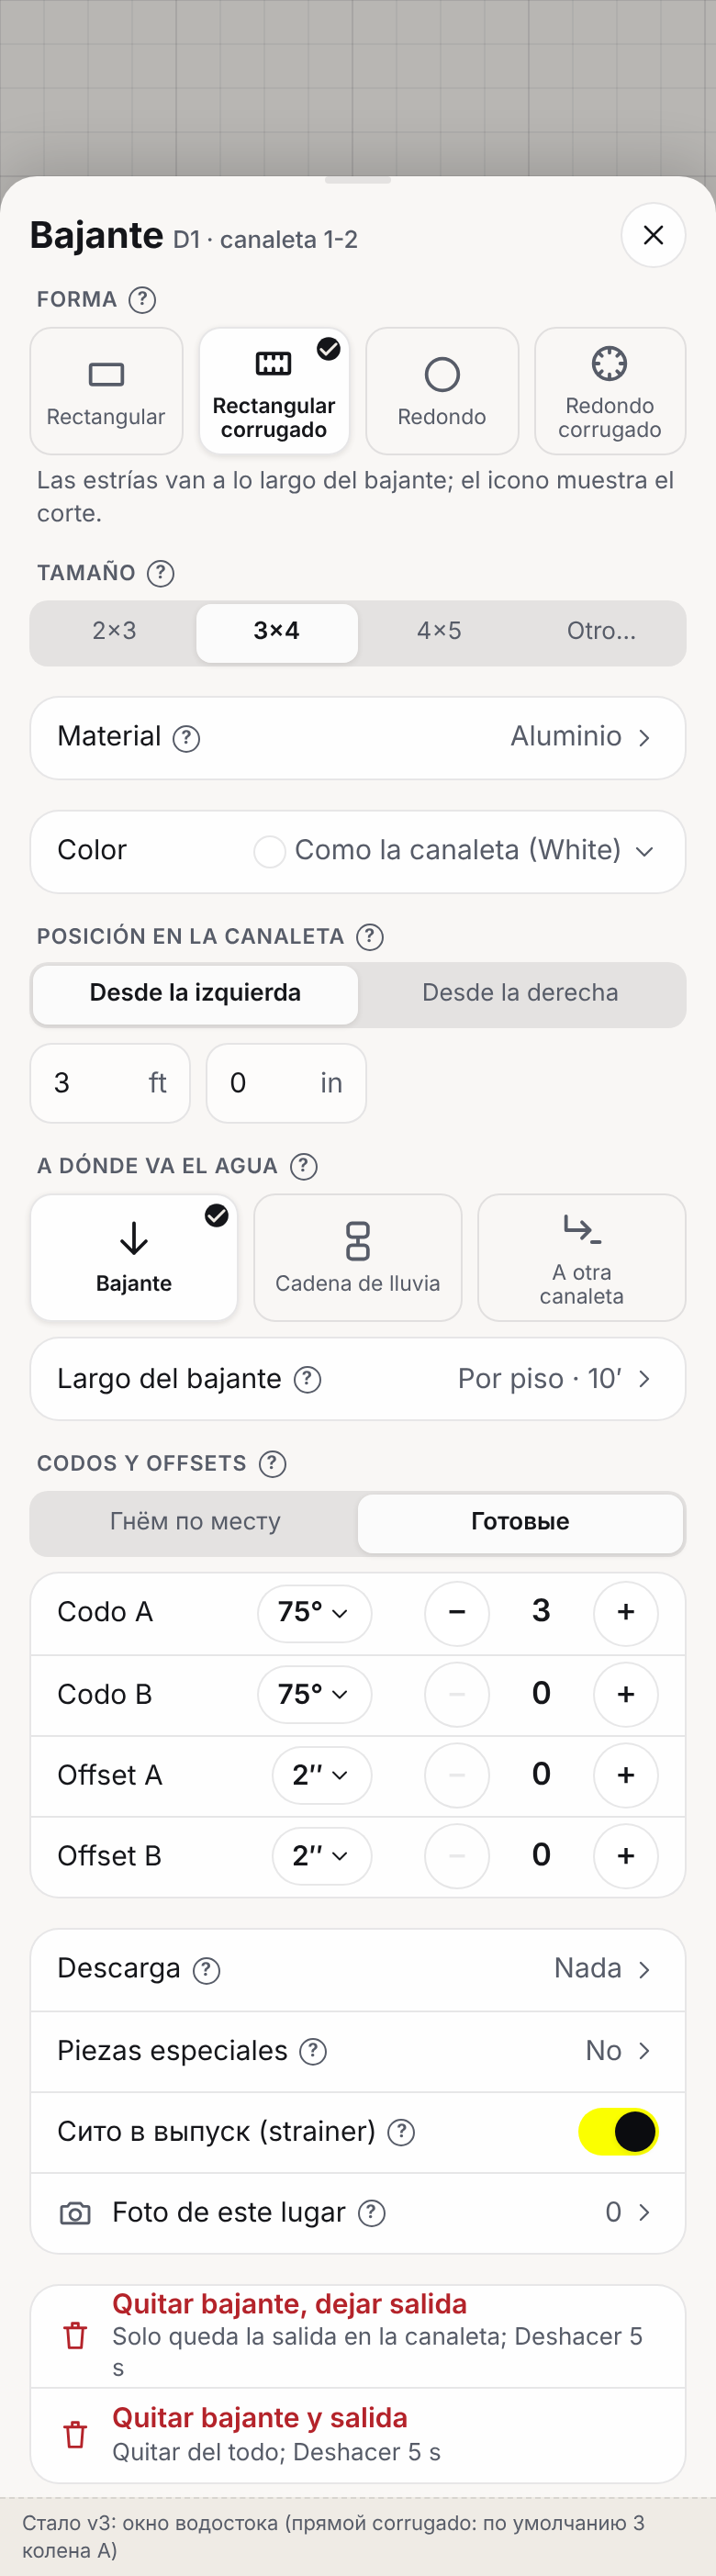 Bajante D1 · canaleta 1-2
FORMA ?
Rectangular
Rectangular
corrugado
Redondo
Redondo
corrugado
Las estrías van a lo largo del bajante; el icono muestra el
corte.
TAMAÑO ?
2×3 3×4 4×5 Otro...
Material ? Aluminio
Color Como la canaleta (White)
POSICIÓN EN LA CANALETA ?
Desde la izquierda Desde la derecha
3 ft 0 in
A DÓNDE VA EL AGUA ?
Bajante
Cadena de lluvia
A otra
canaleta
Largo del bajante ? Por piso · 10′
CODOS Y OFFSETS ?
Гнём по месту Готовые
Codo A 75° − 3 +
Codo B 75° − 0 +
Offset A 2″ − 0 +
Offset B 2″ − 0 +
Descarga ? Nada
Piezas especiales ? No
Сито в выпуск (strainer) ?
Foto de este lugar ? 0
Quitar bajante, dejar salida
Solo queda la salida en la canaleta; Deshacer 5
s
Quitar bajante y salida
Quitar del todo; Deshacer 5 s
Стало v3: окно водостока (прямой corrugado: по умолчанию 3
колена A)